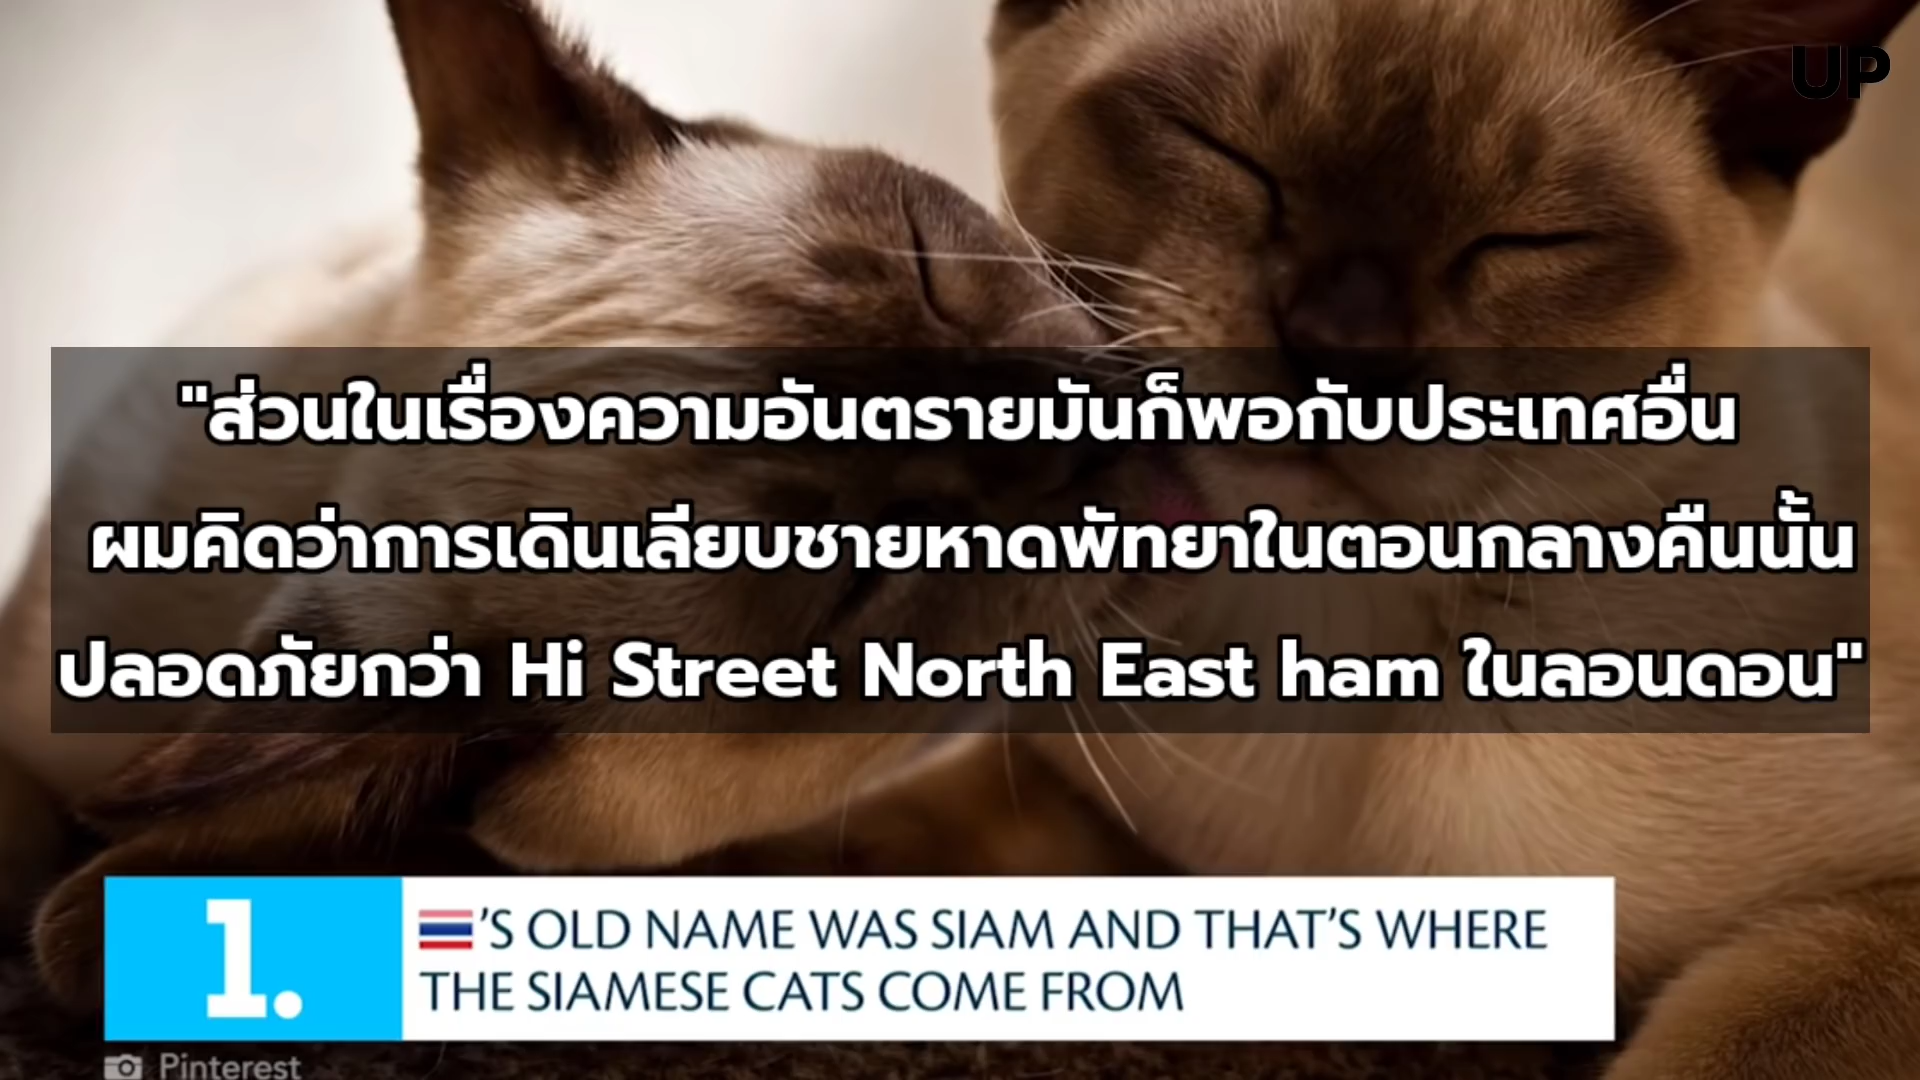 UP
"ส่วนในเรื่องความอันตรายมันก็พอกับประเทศอื่น
ผมคิดว่าการเดินเลียบชายหาดพัทยาในตอนกลางคืนนั้น
ปลอดภัยกว่า Hi Street North East ham ในลอนดอน"
1.
🇹🇭'S OLD NAME WAS SIAM AND THAT'S WHERE
THE SIAMESE CATS COME FROM
Pinterest